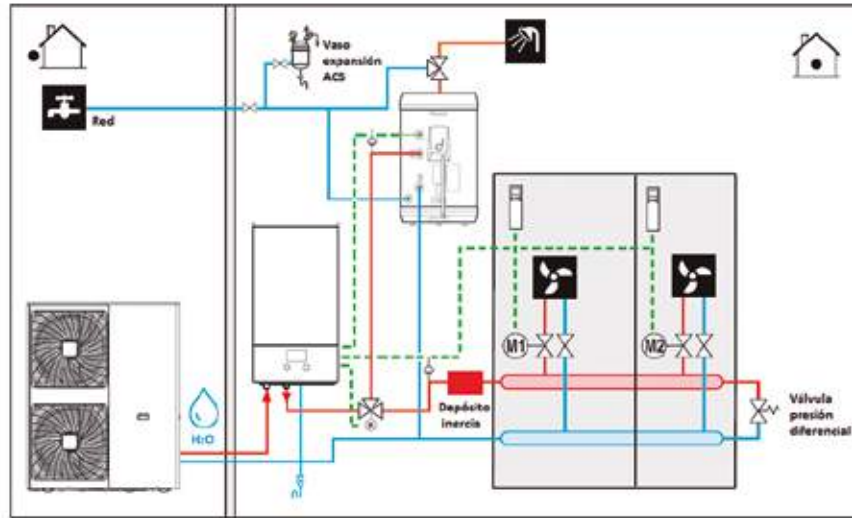 Vaso
expansión
ACS
Red
M1
M2
H₂O
Depósito
inercia
Válvula
presión
diferencial